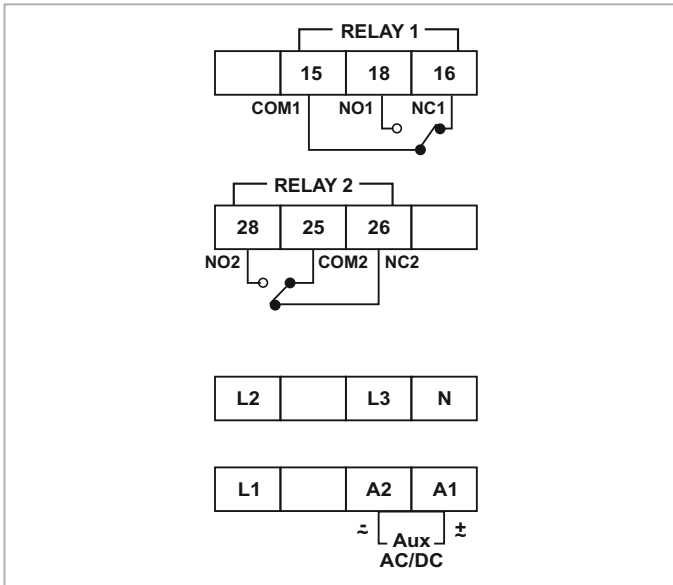 RELAY 1
15 18 16
COM1 NO1 NC1
RELAY 2
28 25 26
NO2 COM2 NC2
L2 L3 N
L1 A2 A1
~̄ Aux ±~
AC/DC